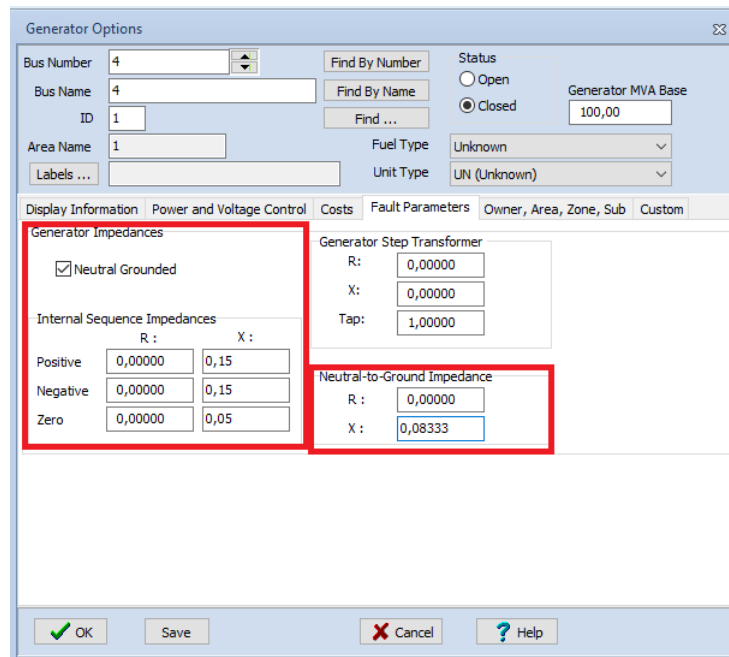 Generator Options
Bus Number 4 Find By Number Status
Open
Bus Name 4 Find By Name Generator MVA Base
Closed 100,00
ID 1 Find ...
Area Name 1 Fuel Type Unknown
Labels ... Unit Type UN (Unknown)
Display Information Power and Voltage Control Costs Fault Parameters Owner, Area, Zone, Sub Custom
Generator Impedances
Neutral Grounded
Internal Sequence Impedances
R : X :
Positive 0,00000 0,15
Negative 0,00000 0,15
Zero 0,00000 0,05
Generator Step Transformer
R: 0,00000
X: 0,00000
Tap: 1,00000
Neutral-to-Ground Impedance
R : 0,00000
X : 0,08333
OK Save Cancel ? Help